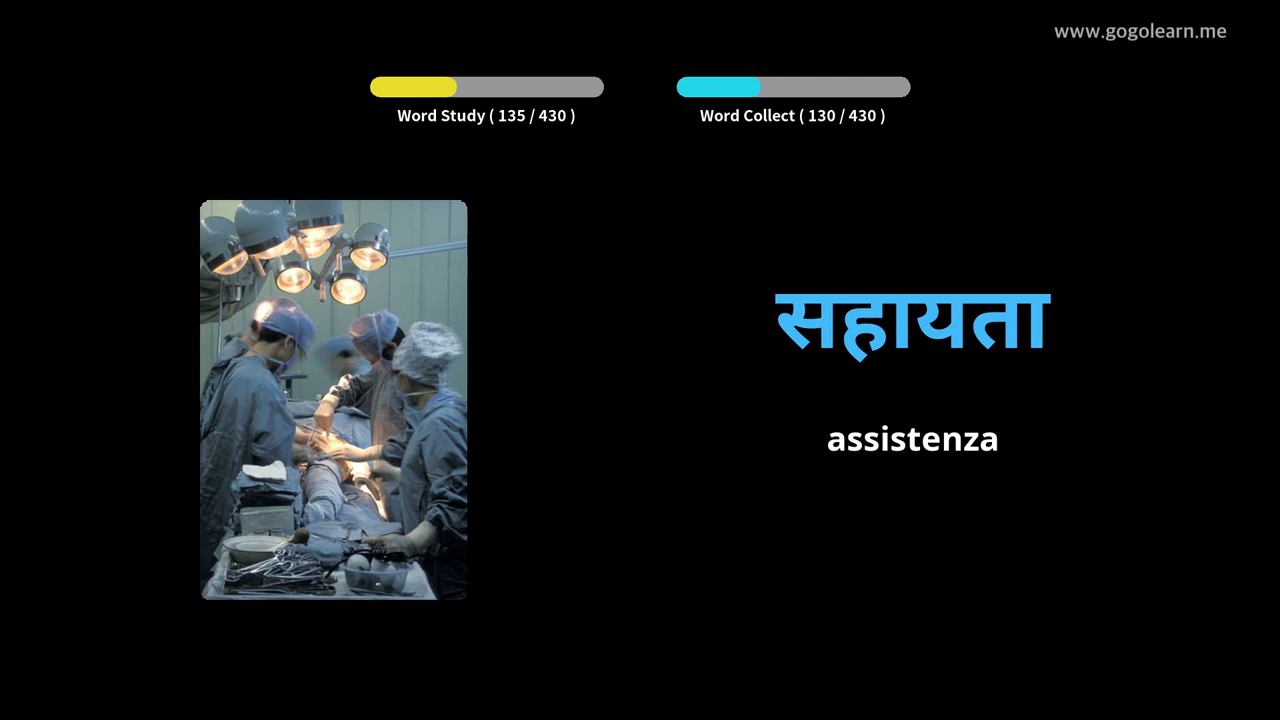 www.gogolearn.me
Word Study ( 135 / 430 )
Word Collect ( 130 / 430 )
सहायता
assistenza